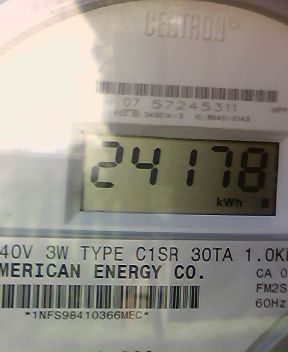 CENTRON®
07 57245311
24178
kWh
40V 3W TYPE C1SR 30TA 1.0K
MERICAN ENERGY CO.
CA 0
FM2S
60Hz
*1NFS98410366MEC*